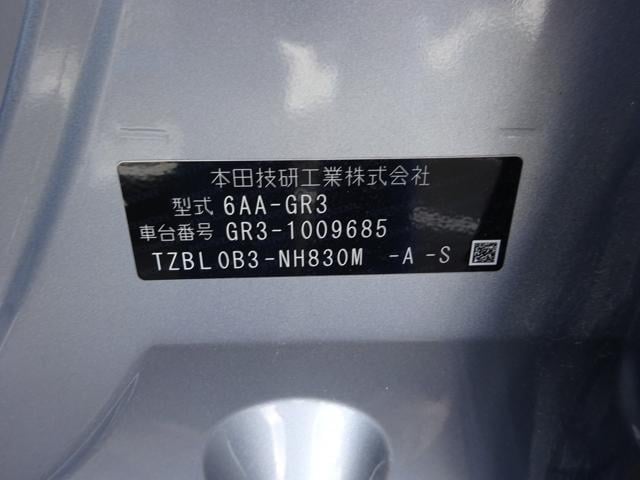 本田技研工業株式会社
型式 6AA-GR3
車台番号 GR3-1009685
TZBL0B3-NH830M -A -S